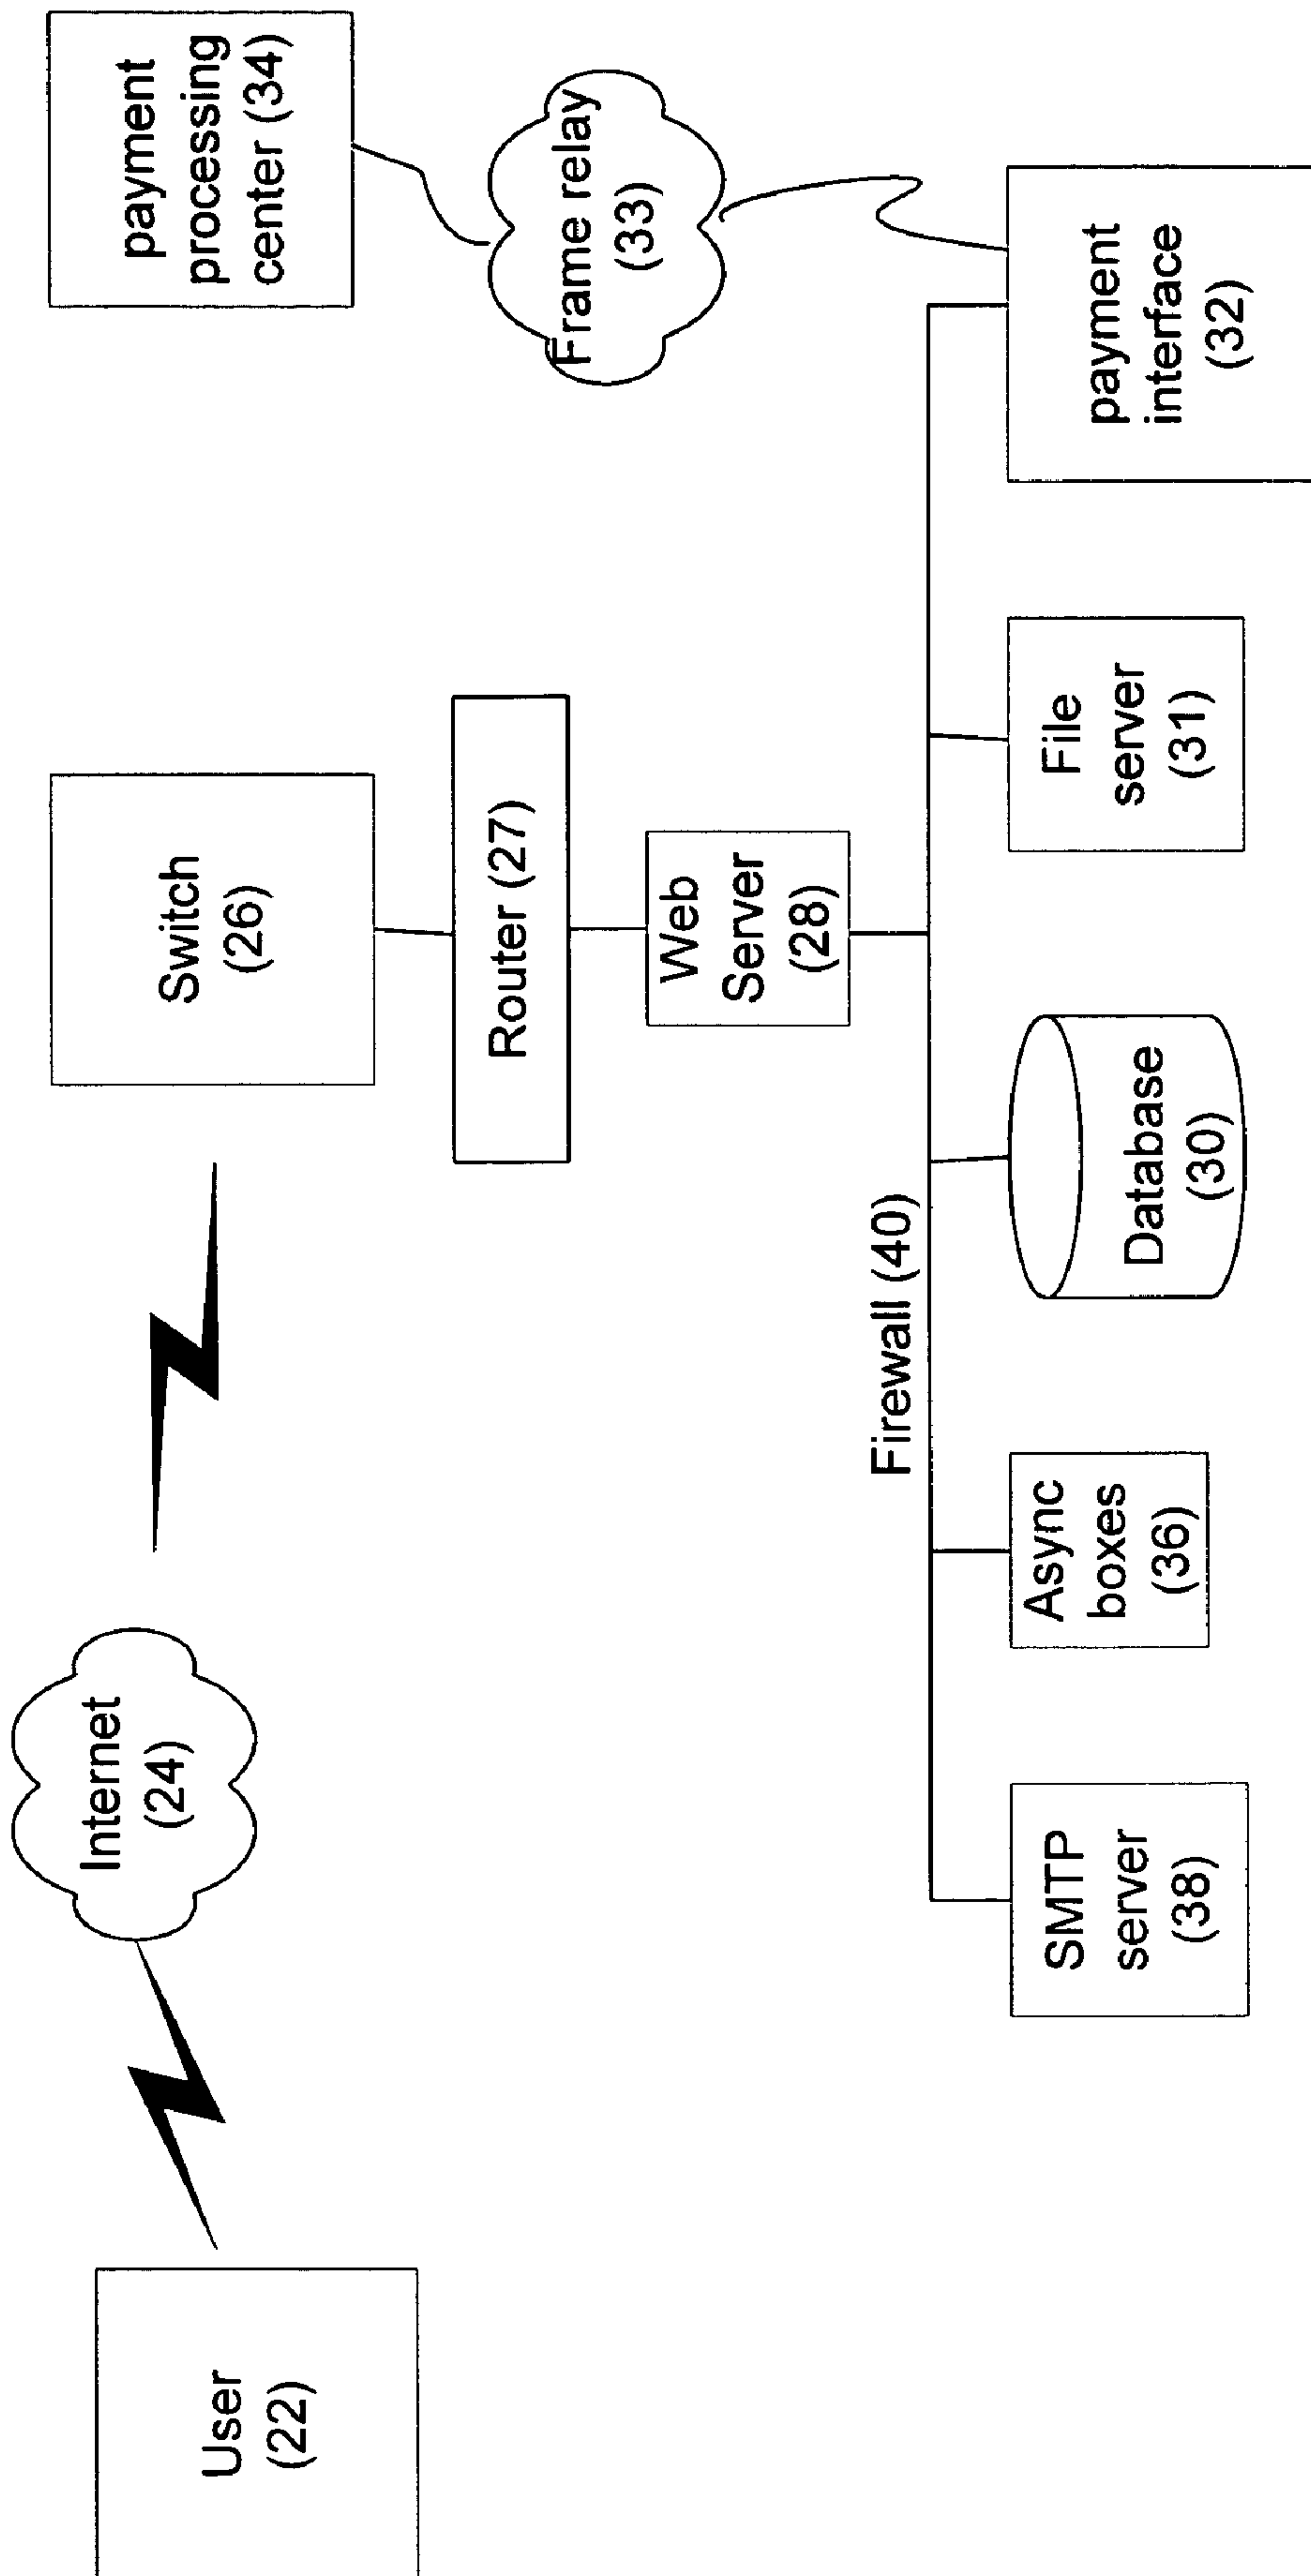 User
(22)
Internet
(24)
Switch
(26)
payment
processing
center (34)
Router (27)
Frame relay
(33)
Web
Server
(28)
Firewall (40)
SMTP
server
(38)
Async
boxes
(36)
Database
(30)
File
server
(31)
payment
interface
(32)